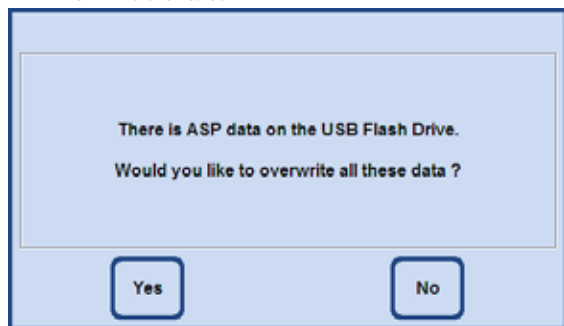 There is ASP data on the USB Flash Drive.
Would you like to overwrite all these data ?
Yes No